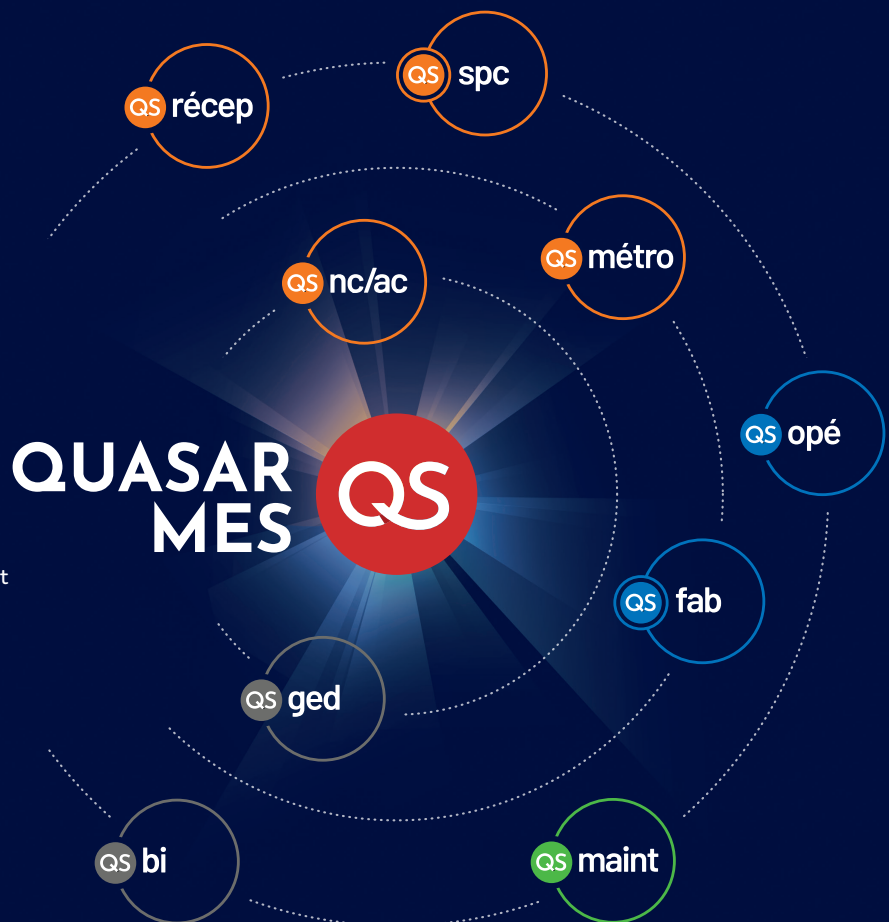 QS spc
QS récep
QS métro
QS nc/ac
QS opé
QUASAR
MES
QS
t
QS fab
QS ged
QS bi
QS maint